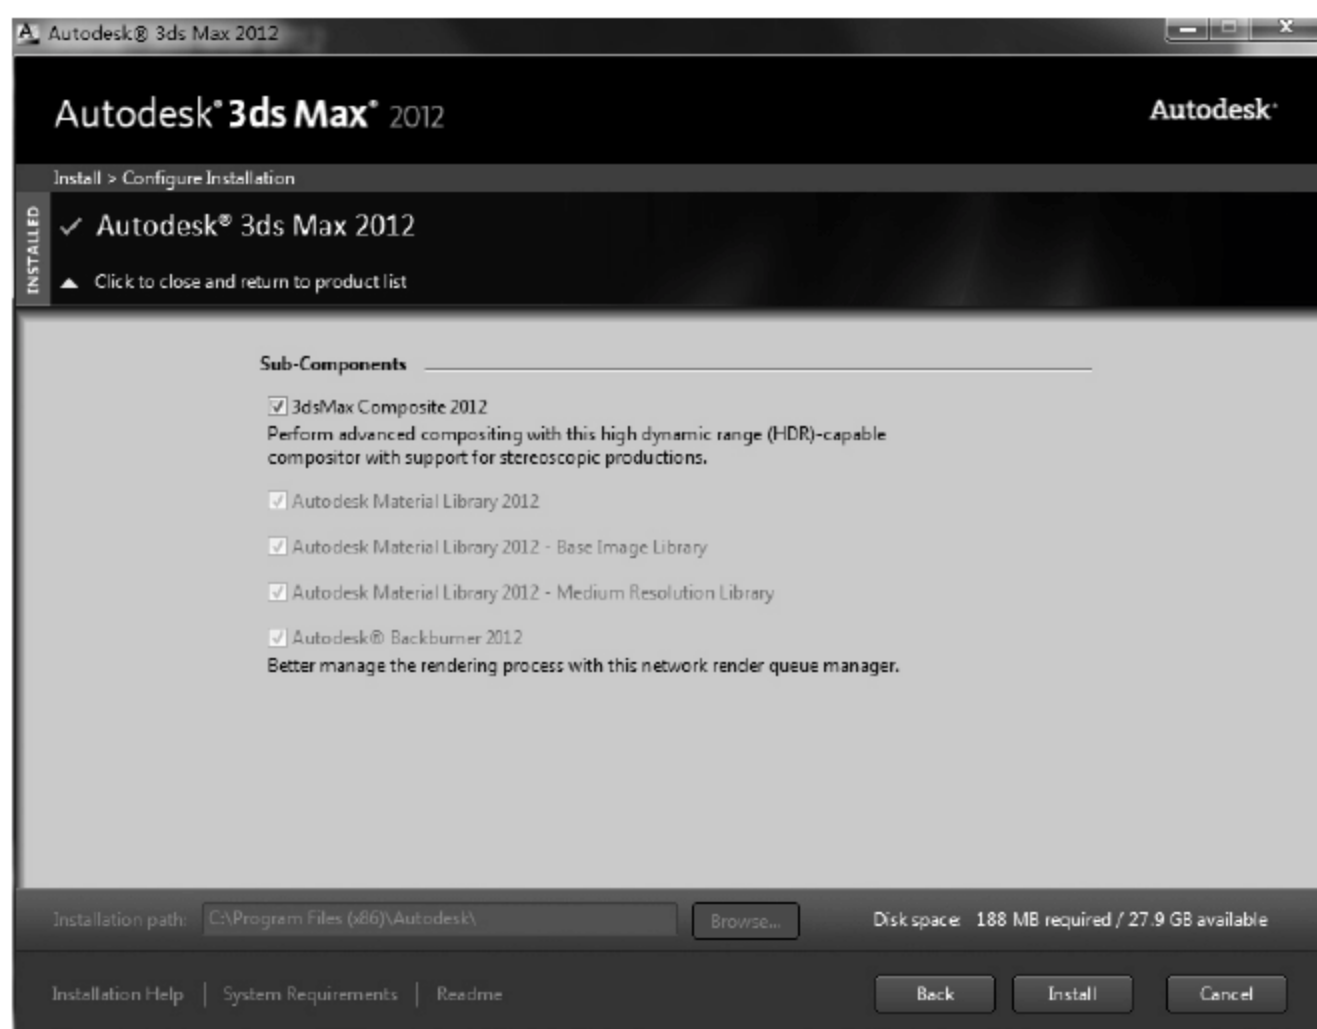 Autodesk® 3ds Max 2012
Autodesk® 3ds Max® 2012
Autodesk®
Install > Configure Installation
INSTALLED
Autodesk® 3ds Max 2012
Click to close and return to product list
Sub-Components
3dsMax Composite 2012
Perform advanced compositing with this high dynamic range (HDR)-capable
compositor with support for stereoscopic productions.
Autodesk Material Library 2012
Autodesk Material Library 2012 - Base Image Library
Autodesk Material Library 2012 - Medium Resolution Library
Autodesk® Backburner 2012
Better manage the rendering process with this network render queue manager.
Installation path: C:\Program Files (x86)\Autodesk\ Browse... Disk space: 188 MB required / 27.9 GB available
Installation Help | System Requirements | Readme Back Install Cancel